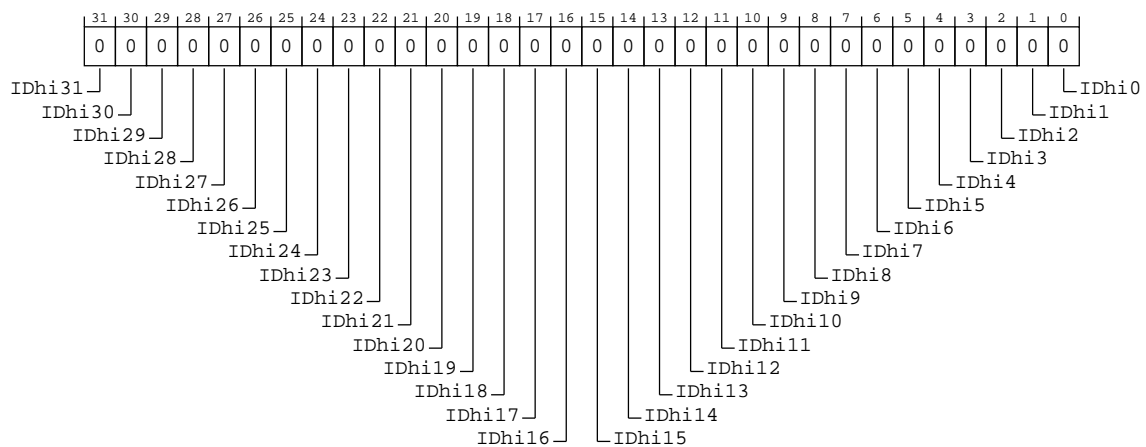 31 30 29 28 27 26 25 24 23 22 21 20 19 18 17 16 15 14 13 12 11 10 9 8 7 6 5 4 3 2 1 0
0 0 0 0 0 0 0 0 0 0 0 0 0 0 0 0 0 0 0 0 0 0 0 0 0 0 0 0 0 0 0 0
IDhi31 IDhi0
IDhi30 IDhi1
IDhi29 IDhi2
IDhi28 IDhi3
IDhi27 IDhi4
IDhi26 IDhi5
IDhi25 IDhi6
IDhi24 IDhi7
IDhi23 IDhi8
IDhi22 IDhi9
IDhi21 IDhi10
IDhi20 IDhi11
IDhi19 IDhi12
IDhi18 IDhi13
IDhi17 IDhi14
IDhi16 IDhi15